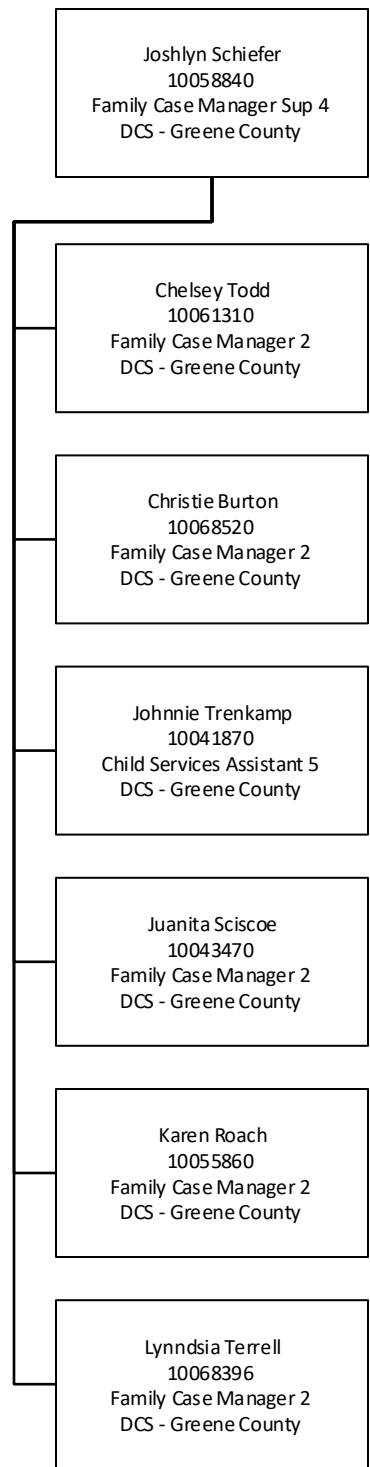 Joshlyn Schiefer
10058840
Family Case Manager Sup 4
DCS - Greene County
Chelsey Todd
10061310
Family Case Manager 2
DCS - Greene County
Christie Burton
10068520
Family Case Manager 2
DCS - Greene County
Johnnie Trenkamp
10041870
Child Services Assistant 5
DCS - Greene County
Juanita Sciscoe
10043470
Family Case Manager 2
DCS - Greene County
Karen Roach
10055860
Family Case Manager 2
DCS - Greene County
Lynndsia Terrell
10068396
Family Case Manager 2
DCS - Greene County